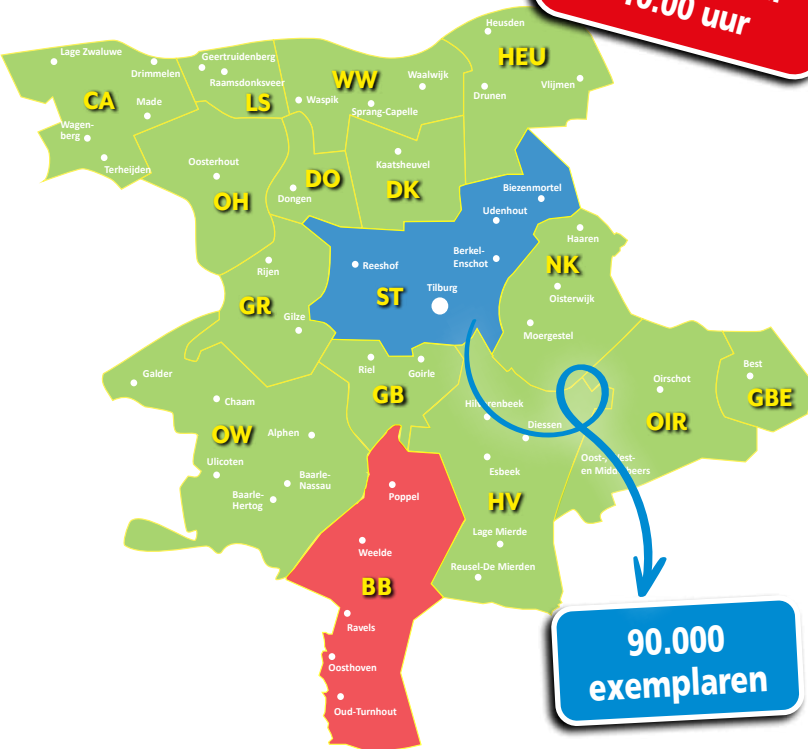 10.00 uur
Heusden
HEU
Vlijmen
Drunen
Lage Zwaluwe
Drimmelen
CA
Made
Wagen-
berg
Terheijden
Geertruidenberg
Raamsdonksveer
LS
WW
Waalwijk
Waspik
Sprang-Capelle
Oosterhout
OH
DO
Dongen
Kaatsheuvel
DK
Biezenmortel
Udenhout
Berkel-
Enschot
Reeshof
ST
Tilburg
Haaren
NK
Oisterwijk
Moergestel
Rijen
GR
Gilze
Riel
Goirle
GB
Galder
Chaam
OW
Alphen
Ulicoten
Baarle-
Nassau
Baarle-
Hertog
Hilvarenbeek
Diessen
Esbeek
HV
Lage Mierde
Reusel-De Mierden
Oirschot
OIR
Best
GBE
Oost-, West-
en Middelbeers
Poppel
Weelde
BB
Ravels
Oosthoven
Oud-Turnhout
90.000
exemplaren